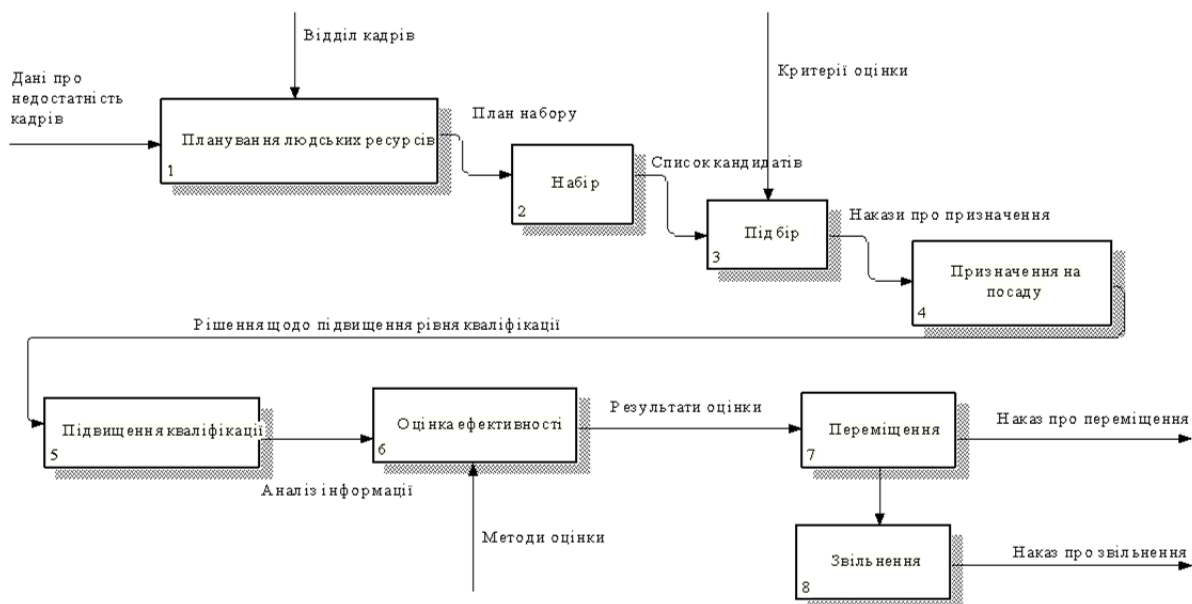 Відділ кадрів
Критерії оцінки
Дані про
недостатність
кадрів
Планування людських ресурсів
1
План набору
Набір
2
Список кандидатів
Підбір
3
Накази про призначення
Призначення на
посаду
4
Рішення щодо підвищення рівня кваліфікації
Підвищення кваліфікації
5
Аналіз інформації
Оцінка ефективності
6
Методи оцінки
Результати оцінки
Переміщення
7
Наказ про переміщення
Звільнення
8
Наказ про звільнення